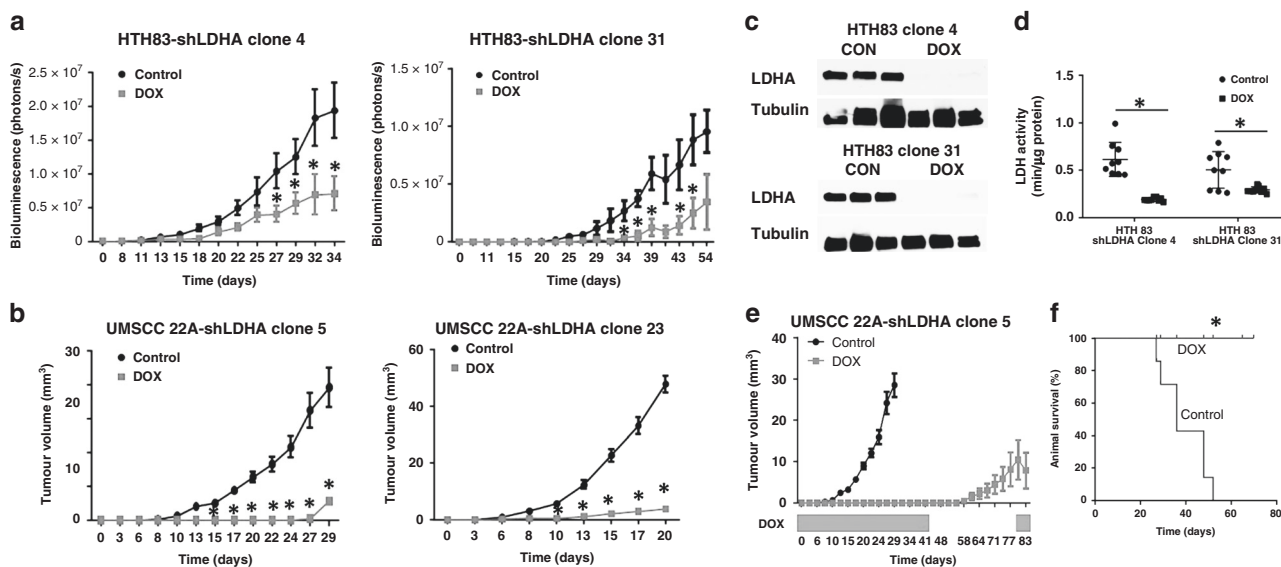 a
HTH83-shLDHA clone 4
Bioluminescence (photons/s)
2.5 × 10⁷
2.0 × 10⁷
1.5 × 10⁷
1.0 × 10⁷
0.5 × 10⁷
0
Control
DOX
* * * *
0 8 11 13 15 18 20 22 25 27 29 32 34
Time (days)
HTH83-shLDHA clone 31
Bioluminescence (photons/s)
1.5 × 10⁷
1.0 × 10⁷
0.5 × 10⁷
0
Control
DOX
* * * * *
0 11 15 20 25 29 34 39 43 54
Time (days)
b
UMSCC 22A-shLDHA clone 5
Tumour volume (mm³)
30
20
10
0
Control
DOX
* * * * * * *
0 3 6 8 10 13 15 17 20 22 24 27 29
Time (days)
UMSCC 22A-shLDHA clone 23
Tumour volume (mm³)
60
40
20
0
Control
DOX
* * * * *
0 3 6 8 10 13 15 17 20
Time (days)
c
HTH83 clone 4
CON DOX
LDHA
Tubulin
HTH83 clone 31
CON DOX
LDHA
Tubulin
d
LDH activity
(min/µg protein)
1.5
1.0
0.5
0.0
Control
DOX
* *
HTH 83
shLDHA Clone 4
HTH 83
shLDHA Clone 31
e
UMSCC 22A-shLDHA clone 5
Tumour volume (mm³)
40
30
20
10
0
Control
DOX
DOX
0 6 10 15 20 24 29 34 41 48 58 64 71 77 83
Time (days)
f
Animal survival (%)
100
80
60
40
20
0
*
DOX
Control
0 20 40 60 80
Time (days)